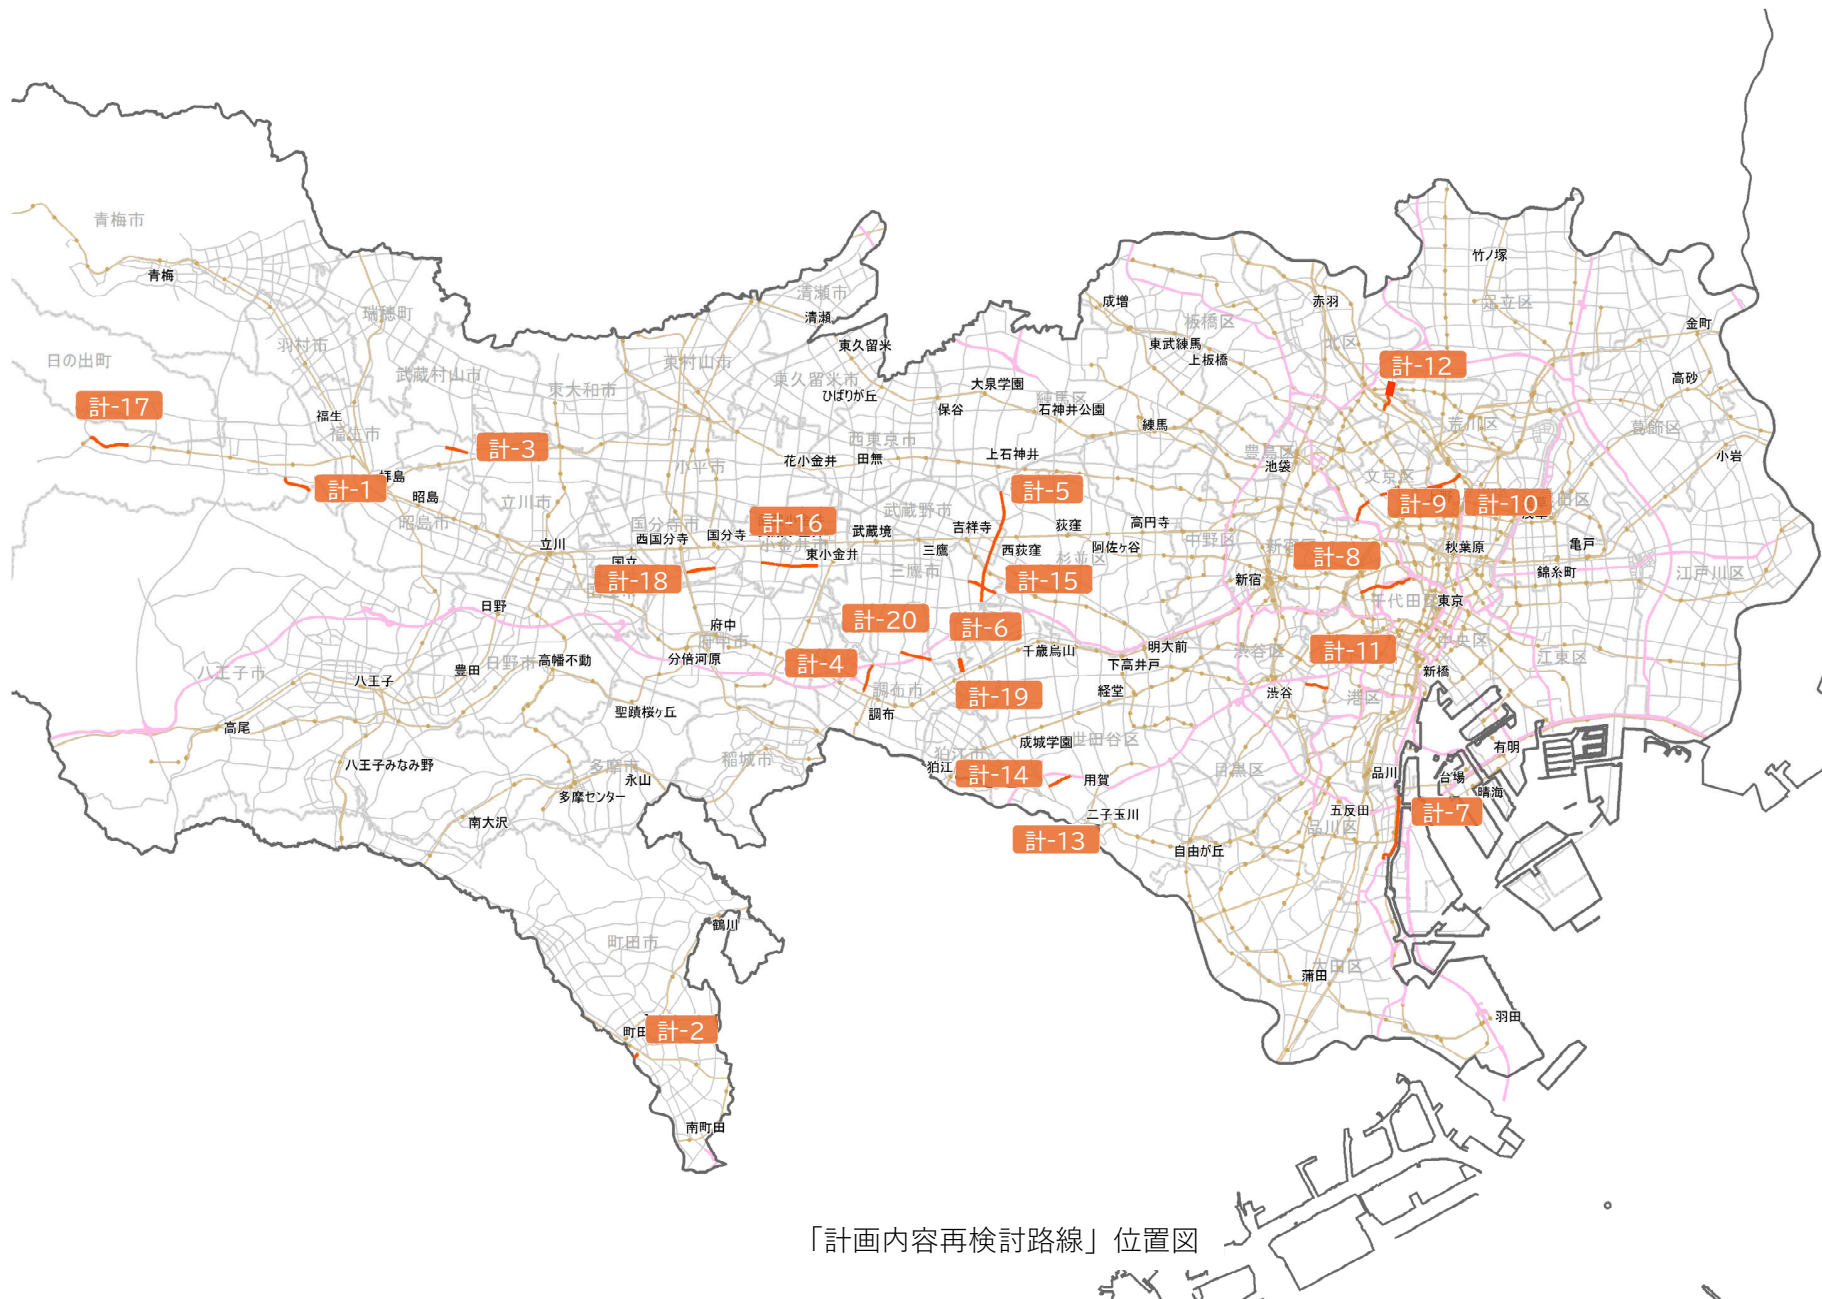 青梅市
青梅
瑞穂町
羽村市
日の出町
武蔵村山市
東大和市
東村山市
清瀬市
清瀬
東久留米
東久留米市
ひばりが丘
保谷
大泉学園
練馬区
石神井公園
成増
板橋区
東武練馬
上板橋
練馬
赤羽
北区
竹ノ塚
足立区
金町
高砂
計-12
計-17
福生
福生市
計-3
拝島
計-1
昭島
昭島市
立川市
小平市
花小金井
田無
西東京市
上石神井
計-5
豊島区
池袋
文京区
荒川区
葛飾区
小岩
計-9
計-10
計-16
国分寺市
西国分寺
国分寺
武蔵野市
武蔵境
吉祥寺
三鷹
荻窪
西荻窪
高円寺
阿佐ヶ谷
杉並区
中野区
立川
国立
計-18
東小金井
三鷹市
計-15
計-8
新宿
秋葉原
亀戸
錦糸町
江戸川区
千代田区
東京
日野
府中
計-20
計-6
千歳烏山
明大前
下高井戸
渋谷区
計-11
中央区
江東区
新橋
八王子市
八王子
豊田
日野市
高幡不動
分倍河原
計-4
調布市
調布
計-19
経堂
渋谷
港区
高尾
聖蹟桜ヶ丘
八王子みなみ野
多摩市
永山
多摩センター
稲城市
狛江市
狛江
成城学園
世田谷区
計-14
用賀
目黒区
品川
有明
台場
晴海
計-7
南大沢
二子玉川
計-13
自由が丘
五反田
品川区
鶴川
町田市
大田区
蒲田
羽田
町田
計-2
南町田
「計画内容再検討路線」位置図